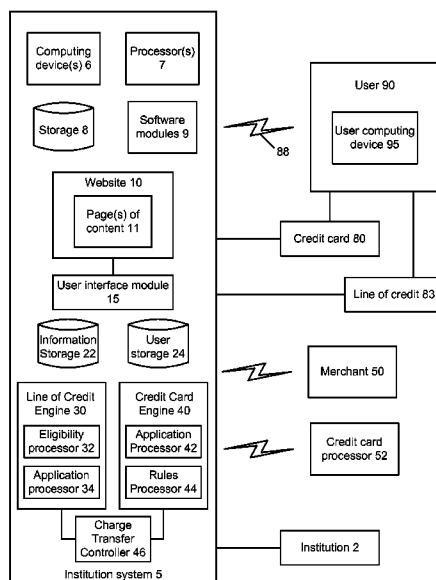 Computing
device(s) 6
Processor(s)
7
Storage 8
Software
modules 9
Website 10
Page(s) of
content 11
User interface module
15
Information
Storage 22
User
storage 24
Line of Credit
Engine 30
Eligibility
processor 32
Application
processor 34
Credit Card
Engine 40
Application
Processor 42
Rules
Processor 44
Charge
Transfer
Controller 46
Institution system 5
User 90
User computing
device 95
88
Credit card 80
Line of credit 83
Merchant 50
Credit card
processor 52
Institution 2